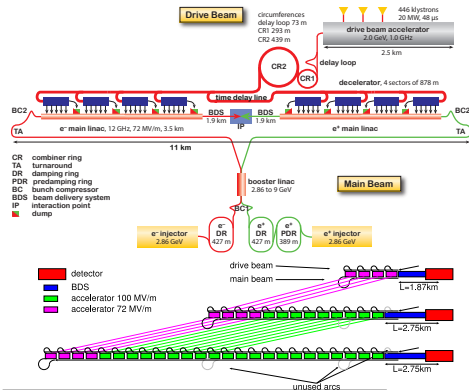 Drive Beam
circumferences
delay loop 73 m
CR1 293 m
CR2 439 m
446 klystrons
20 MW, 48 µs
drive beam accelerator
2.0 GeV, 1.0 GHz
2.5 km
delay loop
CR2
CR1
decelerator, 4 sectors of 878 m
time delay line
BC2
BDS
1.9 km
IP
BDS
1.9 km
BC2
TA
e⁻ main linac, 12 GHz, 72 MV/m, 3.5 km
e⁺ main linac
TA
11 km
CR combiner ring
TA turnaround
DR damping ring
PDR predamping ring
BC bunch compressor
BDS beam delivery system
IP interaction point
dump
booster linac
2.86 to 9 GeV
Main Beam
BC1
e⁻ injector
2.86 GeV
e⁻
DR
427 m
e⁺
DR
427 m
e⁺
PDR
389 m
e⁺ injector
2.86 GeV
detector
BDS
accelerator 100 MV/m
accelerator 72 MV/m
drive beam
main beam
L=1.87km
L=2.75km
L=2.75km
unused arcs